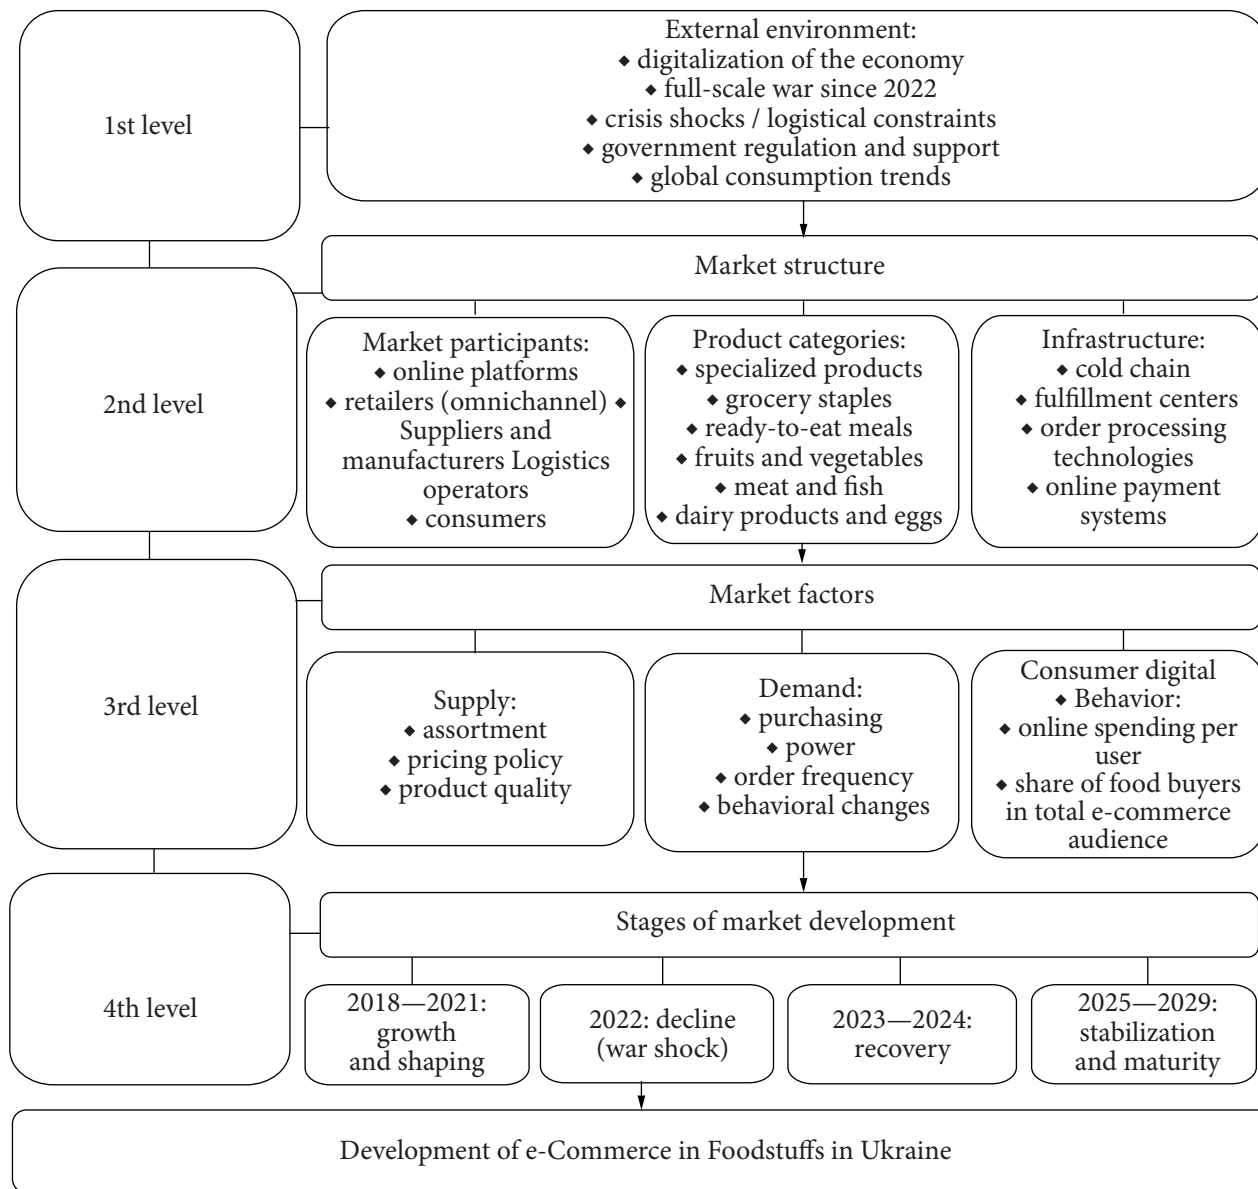 1st level
External environment:
◆ digitalization of the economy
◆ full-scale war since 2022
◆ crisis shocks / logistical constraints
◆ government regulation and support
◆ global consumption trends
2nd level
Market structure
Market participants:
◆ online platforms
◆ retailers (omnichannel) ◆
Suppliers and
manufacturers Logistics
operators
◆ consumers
Product categories:
◆ specialized products
◆ grocery staples
◆ ready-to-eat meals
◆ fruits and vegetables
◆ meat and fish
◆ dairy products and eggs
Infrastructure:
◆ cold chain
◆ fulfillment centers
◆ order processing
technologies
◆ online payment
systems
3rd level
Market factors
Supply:
◆ assortment
◆ pricing policy
◆ product quality
Demand:
◆ purchasing
◆ power
◆ order frequency
◆ behavioral changes
Consumer digital
◆ Behavior:
◆ online spending per
user
◆ share of food buyers
in total e-commerce
audience
4th level
Stages of market development
2018—2021:
growth
and shaping
2022: decline
(war shock)
2023—2024:
recovery
2025—2029:
stabilization
and maturity
Development of e-Commerce in Foodstuffs in Ukraine